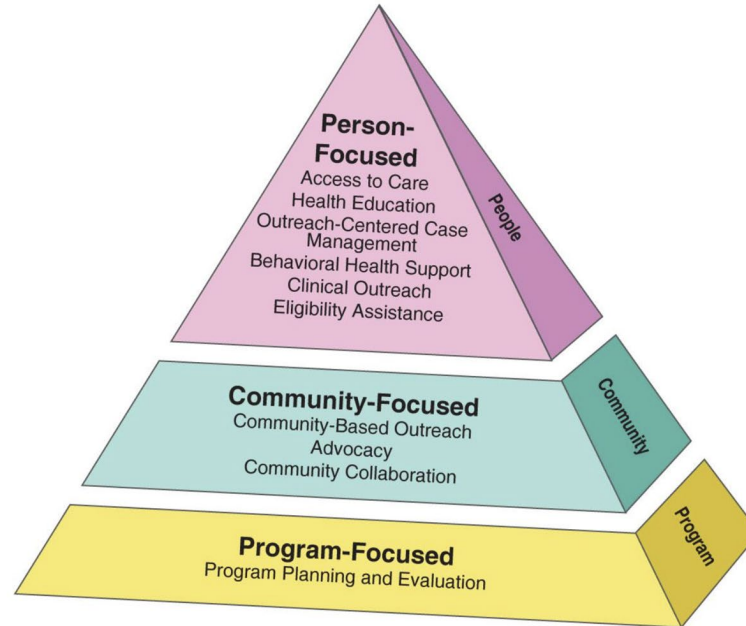 Person-
Focused
Access to Care
Health Education
Outreach-Centered Case
Management
Behavioral Health Support
Clinical Outreach
Eligibility Assistance
People
Community-Focused
Community-Based Outreach
Advocacy
Community Collaboration
Community
Program-Focused
Program Planning and Evaluation
Program